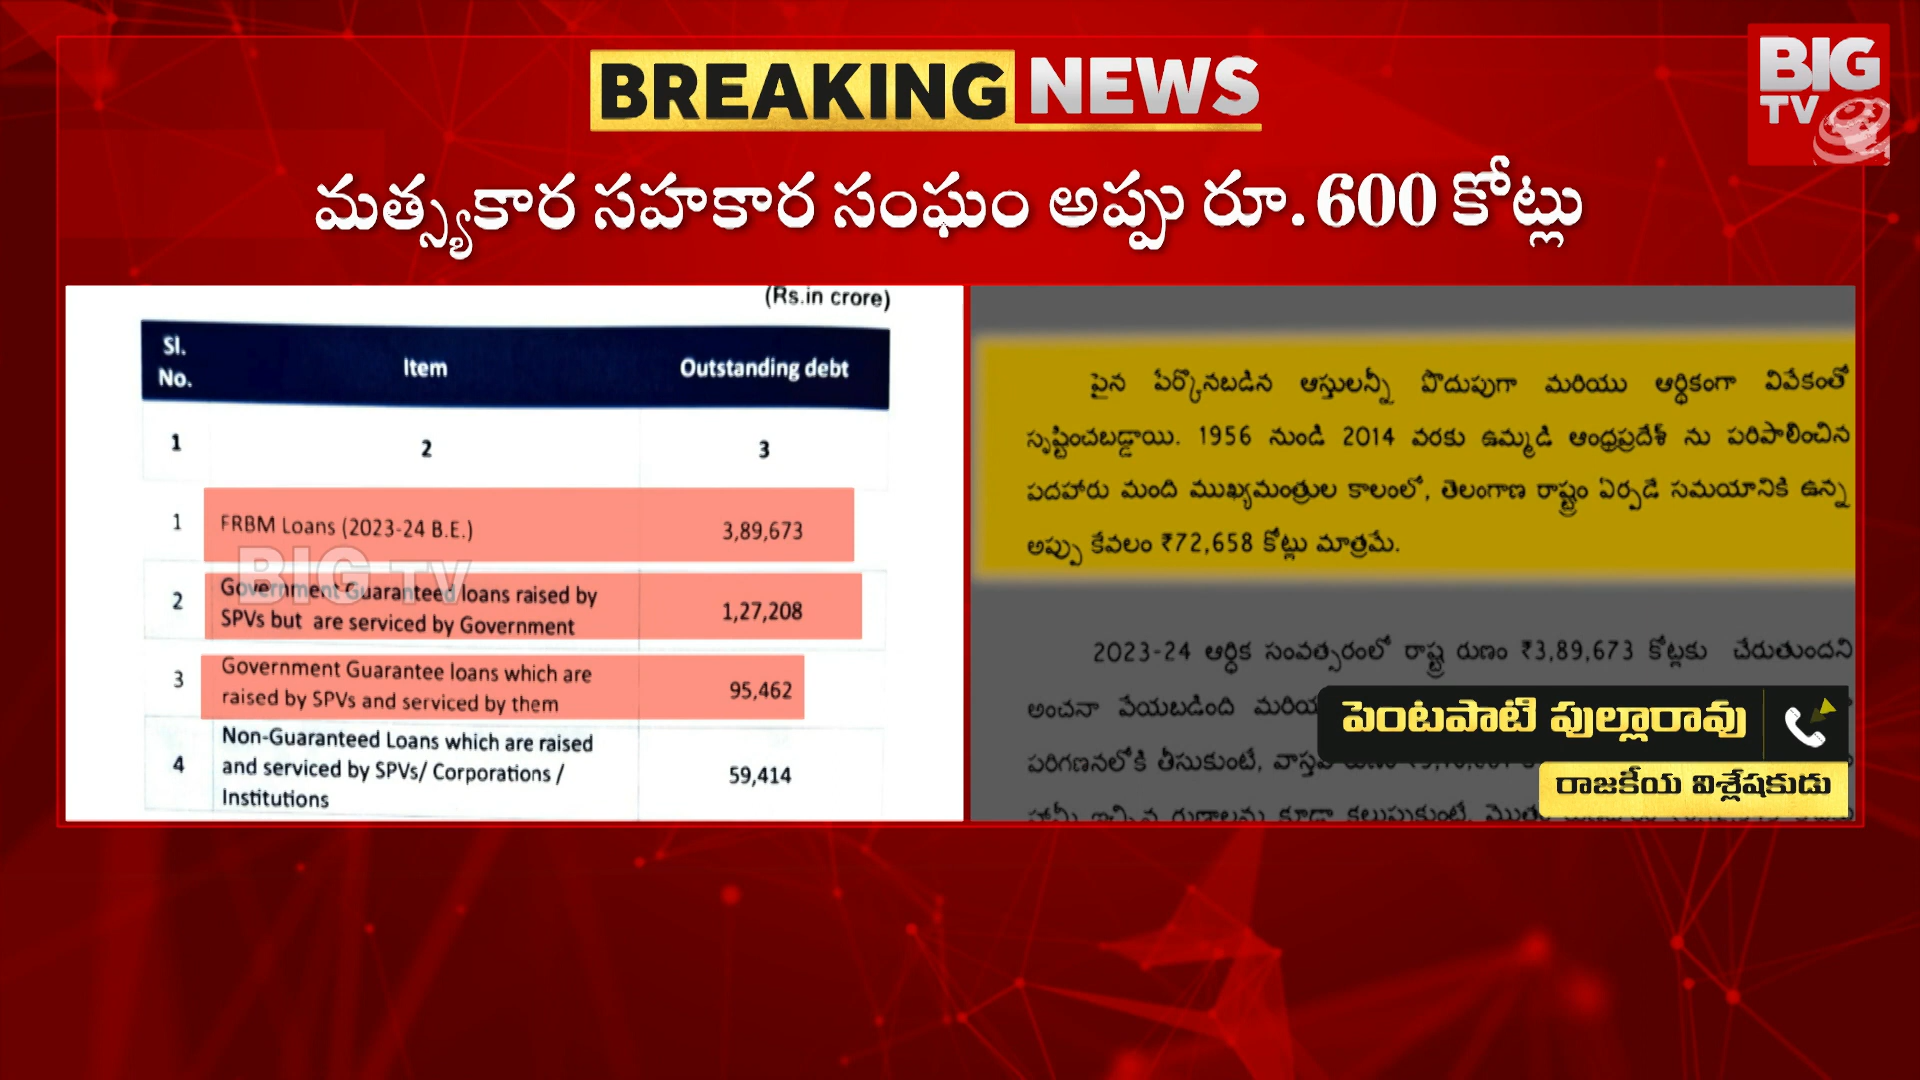 BREAKING NEWS
BIG
TV
మత్స్యకార సహకార సంఘం అప్పు రూ. 600 కోట్లు
(Rs.in crore)
Sl. No. Item Outstanding debt
1 2 3
1 FRBM Loans (2023-24 B.E.) 3,89,673
BIG TV
2 Government Guaranteed loans raised by SPVs but are serviced by Government 1,27,208
3 Government Guarantee loans which are raised by SPVs and serviced by them 95,462
4 Non-Guaranteed Loans which are raised and serviced by SPVs/ Corporations / Institutions 59,414
పైన పేర్కొనబడిన ఆస్తులన్నీ పొదుపుగా మరియు ఆర్థికంగా వివేకంతో
సృష్టించబడ్డాయి. 1956 నుండి 2014 వరకు ఉమ్మడి ఆంధ్రప్రదేశ్ ను పరిపాలించిన
పదహారు మంది ముఖ్యమంత్రుల కాలంలో, తెలంగాణ రాష్ట్రం ఏర్పడే సమయానికి ఉన్న
అప్పు కేవలం ₹72,658 కోట్లు మాత్రమే.
2023-24 ఆర్థిక సంవత్సరంలో రాష్ట్ర రుణం ₹3,89,673 కోట్లకు చేరుతుందని
అంచనా వేయబడింది మరియు
పరిగణనలోకి తీసుకుంటే, వాస్తవ
హామీ ఇచ్చిన రుణాలను కూడా కలుపుకుంటే, మొత్తం
పెంటపాటి పుల్లారావు
రాజకీయ విశ్లేషకుడు